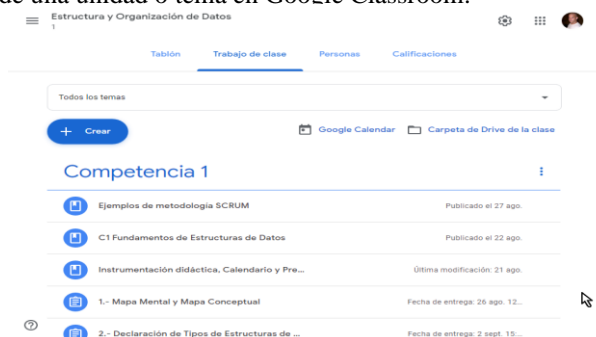 de una unidad o tema en Google Classroom.
Estructura y Organización de Datos
1
Tablón Trabajo de clase Personas Calificaciones
Todos los temas
+ Crear Google Calendar Carpeta de Drive de la clase
Competencia 1
Ejemplos de metodología SCRUM Publicado el 27 ago.
C1 Fundamentos de Estructuras de Datos Publicado el 22 ago.
Instrumentación didáctica, Calendario y Pre... Última modificación: 21 ago.
1.- Mapa Mental y Mapa Conceptual Fecha de entrega: 26 ago. 12...
2.- Declaración de Tipos de Estructuras de ... Fecha de entrega: 2 sept. 15:...